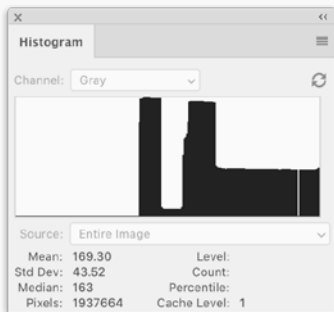 Histogram
Channel: Gray
Source: Entire Image
Mean: 169.30 Level:
Std Dev: 43.52 Count:
Median: 163 Percentile:
Pixels: 1937664 Cache Level: 1